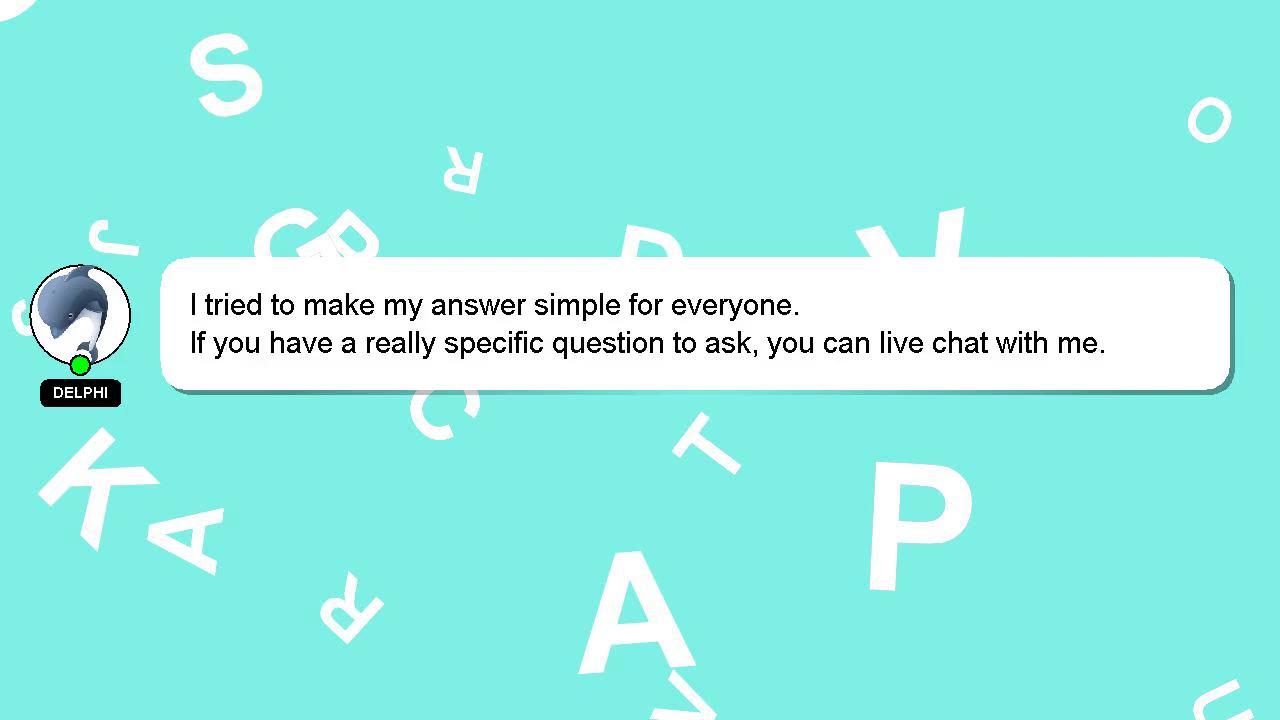 S
O
R
J
C
B
E
D
V
I tried to make my answer simple for everyone.
If you have a really specific question to ask, you can live chat with me.
DELPHI
C
T
K
P
A
R
A
V
U